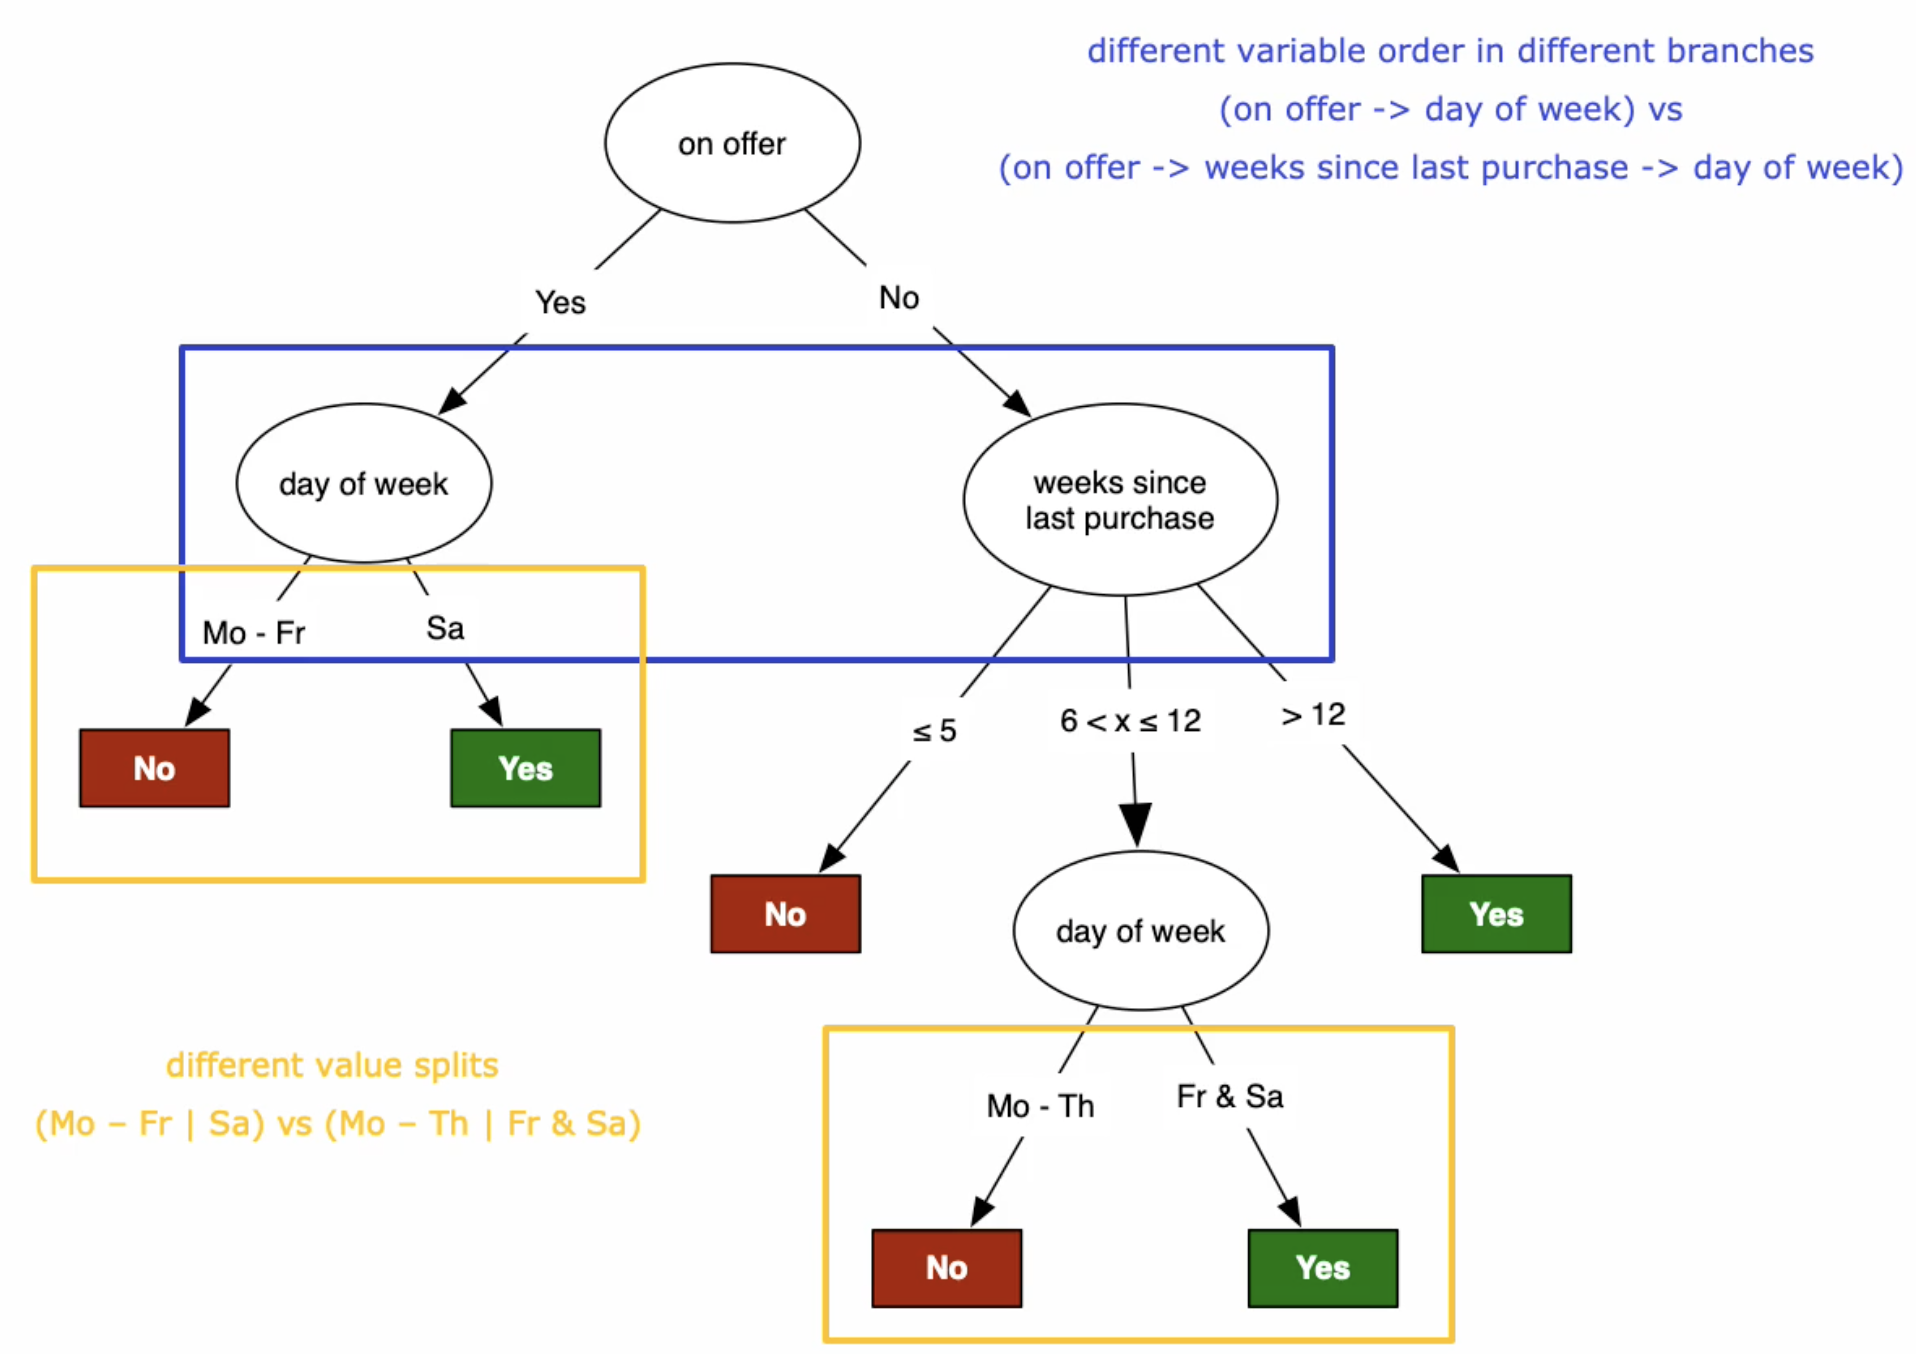 different variable order in different branches
(on offer -> day of week) vs
(on offer -> weeks since last purchase -> day of week)
on offer
Yes
No
day of week
weeks since
last purchase
Mo - Fr
Sa
≤ 5
6 < x ≤ 12
> 12
No
Yes
No
day of week
Yes
different value splits
(Mo – Fr | Sa) vs (Mo – Th | Fr & Sa)
Mo - Th
Fr & Sa
No
Yes